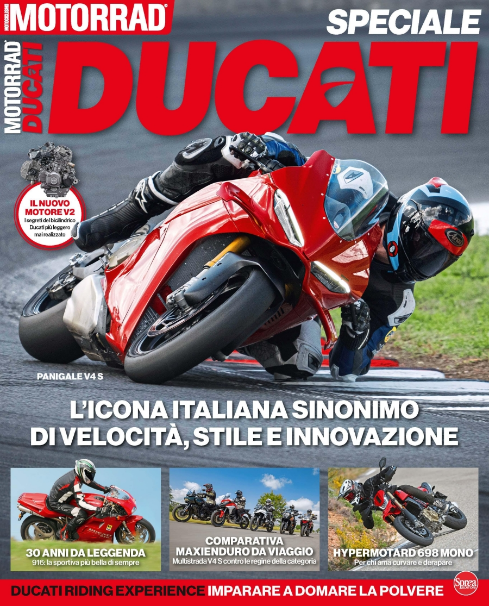 MOTORRAD
SPECIALE
DUCATI
MOTORRAD
DUCATI
IL NUOVO
MOTORE V2
I segreti del bicilindrico
Ducati più leggero
mai realizzato
PANIGALE V4 S
L'ICONA ITALIANA SINONIMO
DI VELOCITÀ, STILE E INNOVAZIONE
30 ANNI DA LEGGENDA
916: la sportiva più bella di sempre
COMPARATIVA
MAXIENDURO DA VIAGGIO
Multistrada V4 S contro le regine della categoria
HYPERMOTARD 698 MONO
Per chi ama curvare e derapare
DUCATI RIDING EXPERIENCE IMPARARE A DOMARE LA POLVERE
Sprea